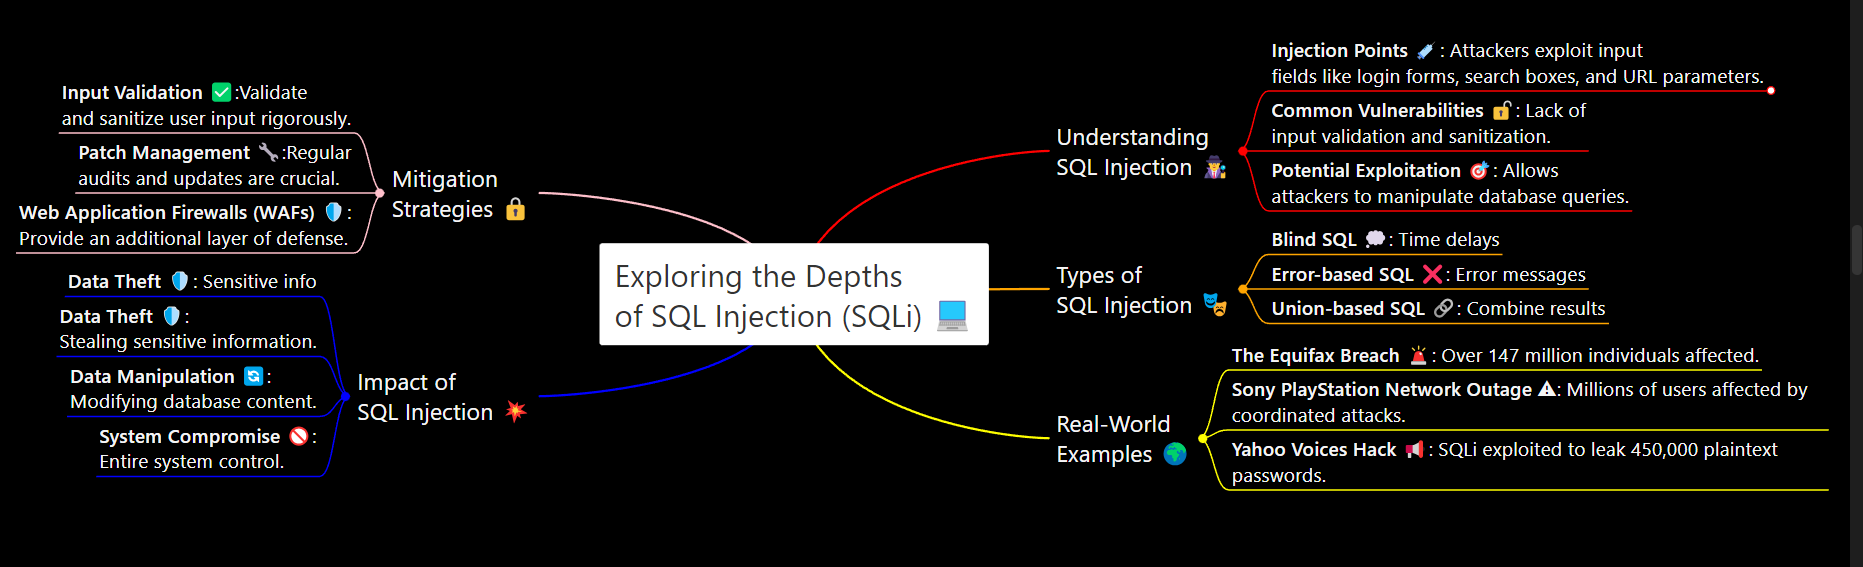 Exploring the Depths
of SQL Injection (SQLi) 💻
Understanding
SQL Injection 🕵️‍♀️
Injection Points 💉: Attackers exploit input
fields like login forms, search boxes, and URL parameters.
Common Vulnerabilities 🔓: Lack of
input validation and sanitization.
Potential Exploitation 🎯: Allows
attackers to manipulate database queries.
Types of
SQL Injection 🎭
Blind SQL 💭: Time delays
Error-based SQL ❌: Error messages
Union-based SQL 🔗: Combine results
Real-World
Examples 🌍
The Equifax Breach 🚨: Over 147 million individuals affected.
Sony PlayStation Network Outage ⚠: Millions of users affected by
coordinated attacks.
Yahoo Voices Hack 📢: SQLi exploited to leak 450,000 plaintext
passwords.
Mitigation
Strategies 🔒
Input Validation ✅:Validate
and sanitize user input rigorously.
Patch Management 🔧:Regular
audits and updates are crucial.
Web Application Firewalls (WAFs) 🛡️:
Provide an additional layer of defense.
Impact of
SQL Injection 💥
Data Theft 🛡️: Sensitive info
Data Theft 🛡️:
Stealing sensitive information.
Data Manipulation 🔄:
Modifying database content.
System Compromise 🚫:
Entire system control.